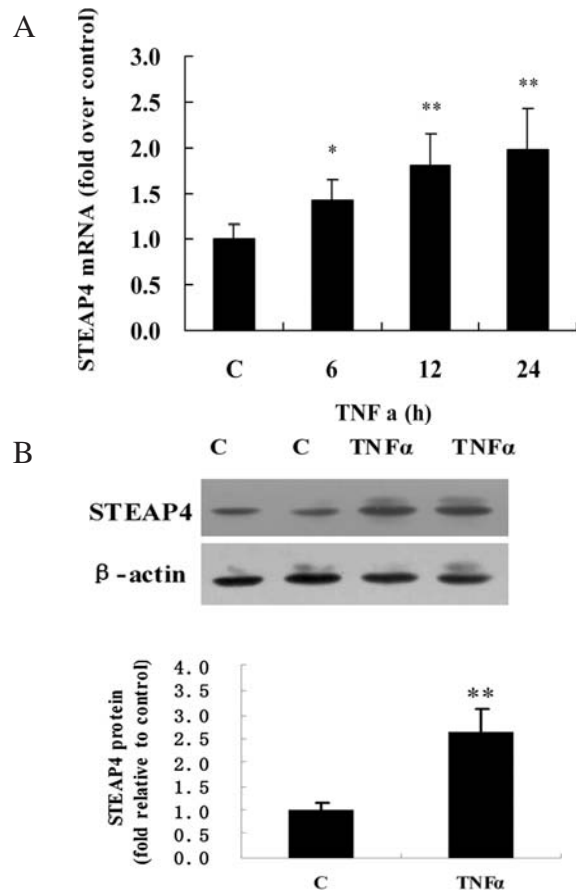 A
STEAP4 mRNA (fold over control)
3.0
2.5
2.0
1.5
1.0
0.5
0.0
*
**
**
C 6 12 24
TNF a (h)
B
C C TNFα TNFα
STEAP4
β-actin
STEAP4 protein
(fold relative to control)
4.0
3.5
3.0
2.5
2.0
1.5
1.0
0.5
0.0
**
C TNFα